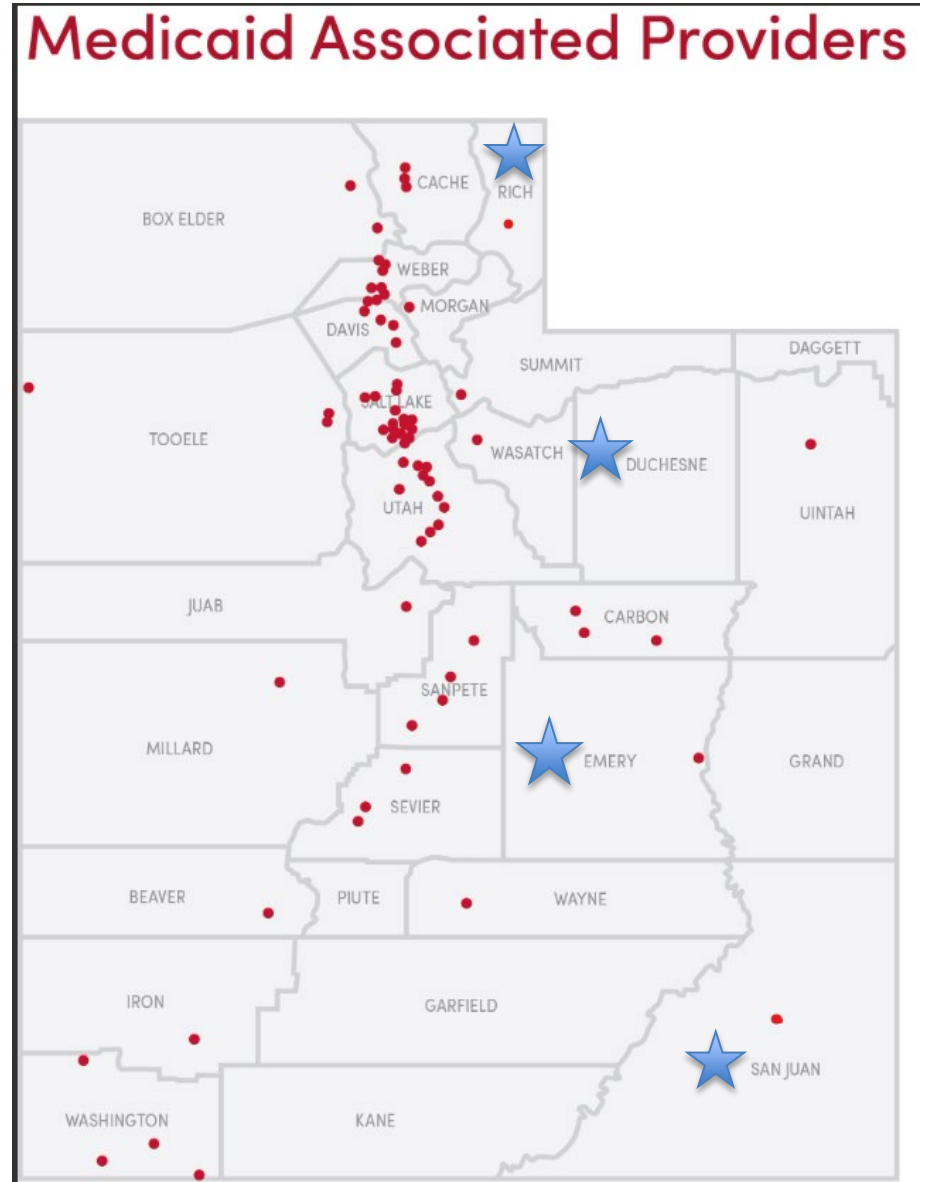 Medicaid Associated Providers
CACHE
RICH
BOX ELDER
WEBER
MORGAN
DAVIS
DAGGETT
SUMMIT
SALT LAKE
TOOELE
WASATCH
DUCHESNE
UTAH
UINTAH
JUAB
CARBON
SANPETE
MILLARD
EMERY
GRAND
SEVIER
BEAVER
PIUTE
WAYNE
IRON
GARFIELD
SAN JUAN
WASHINGTON
KANE